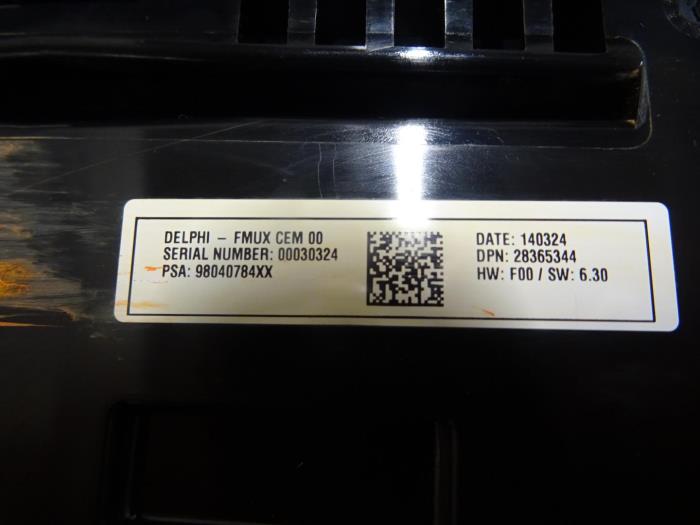 DELPHI - FMUX CEM 00
SERIAL NUMBER: 00030324
PSA: 98040784XX
DATE: 140324
DPN: 28365344
HW: F00 / SW: 6.30